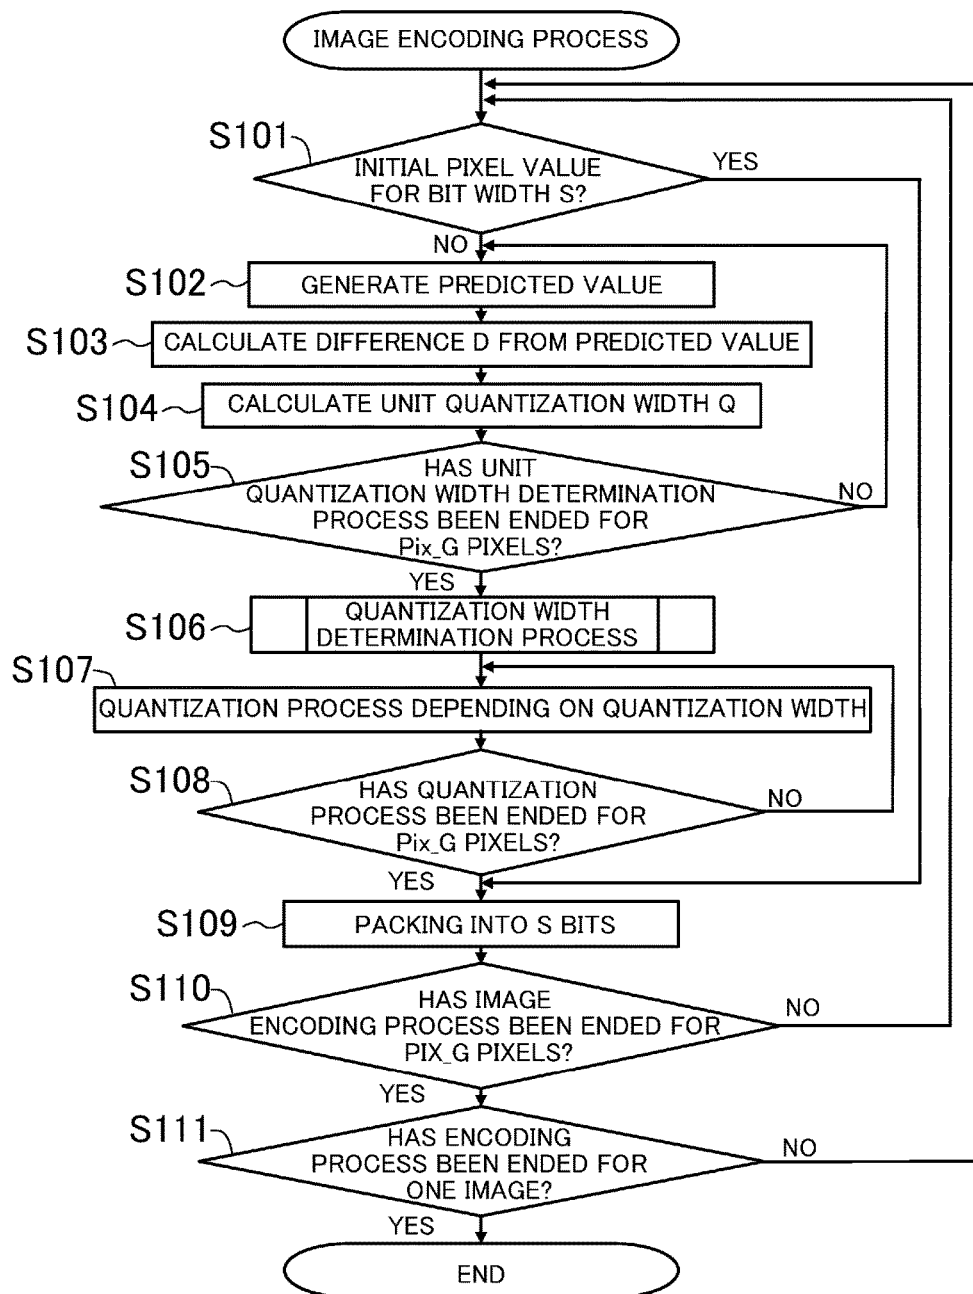 IMAGE ENCODING PROCESS
S101
INITIAL PIXEL VALUE
FOR BIT WIDTH S?
YES
NO
S102
GENERATE PREDICTED VALUE
S103
CALCULATE DIFFERENCE D FROM PREDICTED VALUE
S104
CALCULATE UNIT QUANTIZATION WIDTH Q
S105
HAS UNIT
QUANTIZATION WIDTH DETERMINATION
PROCESS BEEN ENDED FOR
Pix_G PIXELS?
NO
YES
S106
QUANTIZATION WIDTH
DETERMINATION PROCESS
S107
QUANTIZATION PROCESS DEPENDING ON QUANTIZATION WIDTH
S108
HAS QUANTIZATION
PROCESS BEEN ENDED FOR
Pix_G PIXELS?
NO
YES
S109
PACKING INTO S BITS
S110
HAS IMAGE
ENCODING PROCESS BEEN ENDED FOR
PIX_G PIXELS?
NO
YES
S111
HAS ENCODING
PROCESS BEEN ENDED FOR
ONE IMAGE?
NO
YES
END